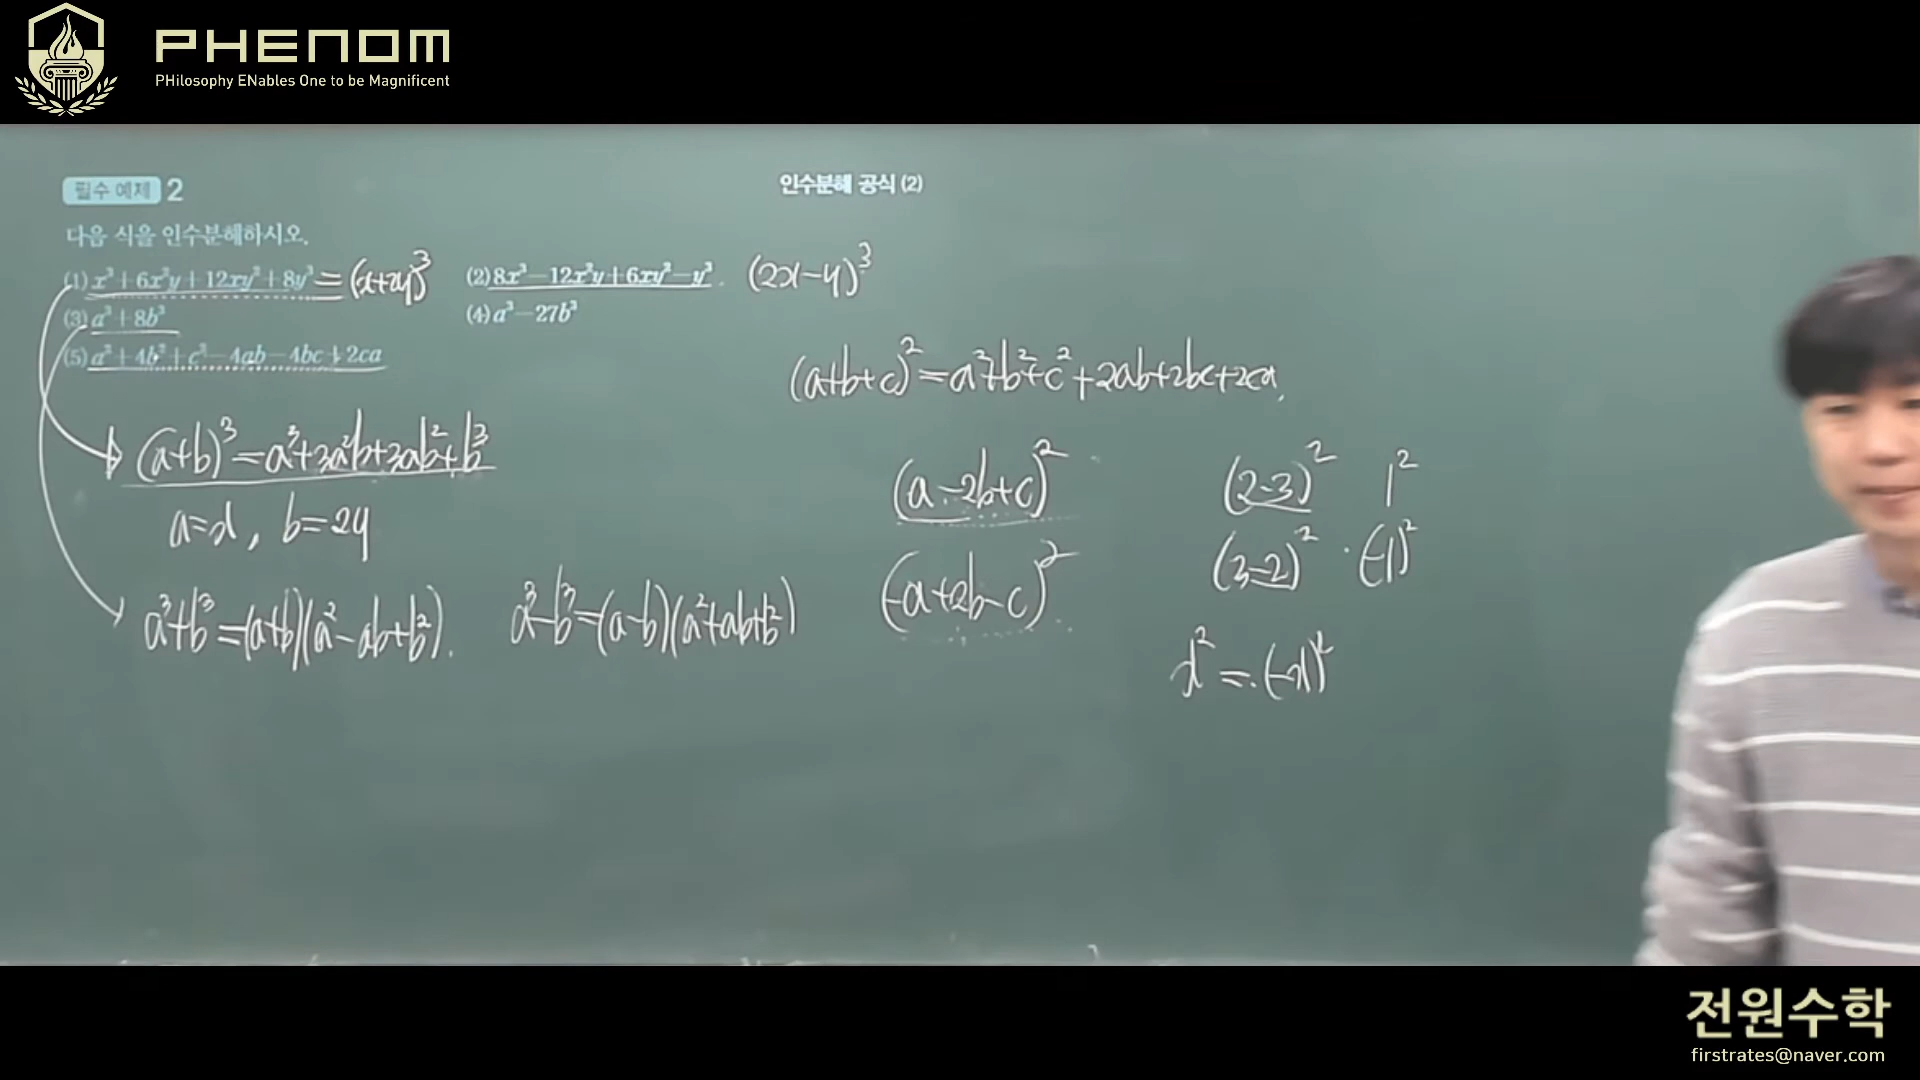 PHENOM
PHilosophy ENables One to be Magnificent
필수 예제 2
인수분해 공식 (2)
다음 식을 인수분해하시오.
(1) x³+6x²y+12xy²+8y³ =(x+2y)³
(2) 8x³-12x²y+6xy²-y³. (2x-y)³
(3) a³+8b³
(4) a³-27b³
(5) a²+4b²+c²-4ab-4bc+2ca
(a+b+c)²=a²+b²+c²+2ab+2bc+2ca,
(a+b)³=a³+3a²b+3ab²+b³
a=x, b=2y
(a-2b+c)²
(-a+2b-c)²
(2-3)² 1²
(3-2)² · (-1)²
a³+b³=(a+b)(a²-ab+b²).
a³-b³=(a-b)(a²+ab+b²)
x²=.(-x)²
전원수학
firstrates@naver.com